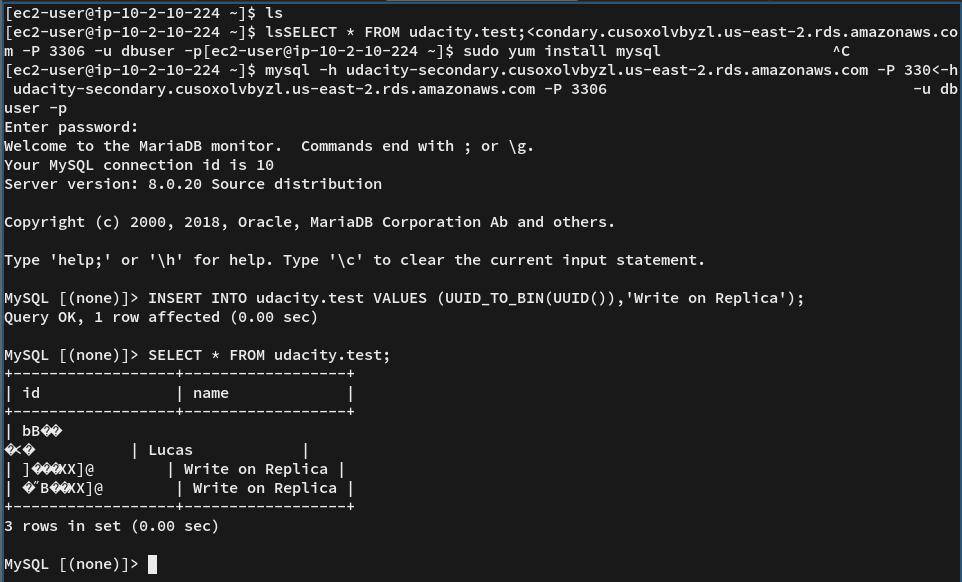 [ec2-user@ip-10-2-10-224 ~]$ ls
[ec2-user@ip-10-2-10-224 ~]$ lsSELECT * FROM udacity.test;<condary.cusoxolvbyzl.us-east-2.rds.amazonaws.co
m -P 3306 -u dbuser -p[ec2-user@ip-10-2-10-224 ~]$ sudo yum install mysql ^C
[ec2-user@ip-10-2-10-224 ~]$ mysql -h udacity-secondary.cusoxolvbyzl.us-east-2.rds.amazonaws.com -P 330<-h
udacity-secondary.cusoxolvbyzl.us-east-2.rds.amazonaws.com -P 3306 -u db
user -p
Enter password:
Welcome to the MariaDB monitor.  Commands end with ; or \g.
Your MySQL connection id is 10
Server version: 8.0.20 Source distribution
Copyright (c) 2000, 2018, Oracle, MariaDB Corporation Ab and others.
Type 'help;' or '\h' for help. Type '\c' to clear the current input statement.
MySQL [(none)]> INSERT INTO udacity.test VALUES (UUID_TO_BIN(UUID()),'Write on Replica');
Query OK, 1 row affected (0.00 sec)
MySQL [(none)]> SELECT * FROM udacity.test;
+------------------+------------------+
| id               | name             |
+------------------+------------------+
| bB��
�<�           | Lucas            |
| ]���XX]@        | Write on Replica |
| �˝B��XX]@        | Write on Replica |
+------------------+------------------+
3 rows in set (0.00 sec)
MySQL [(none)]>